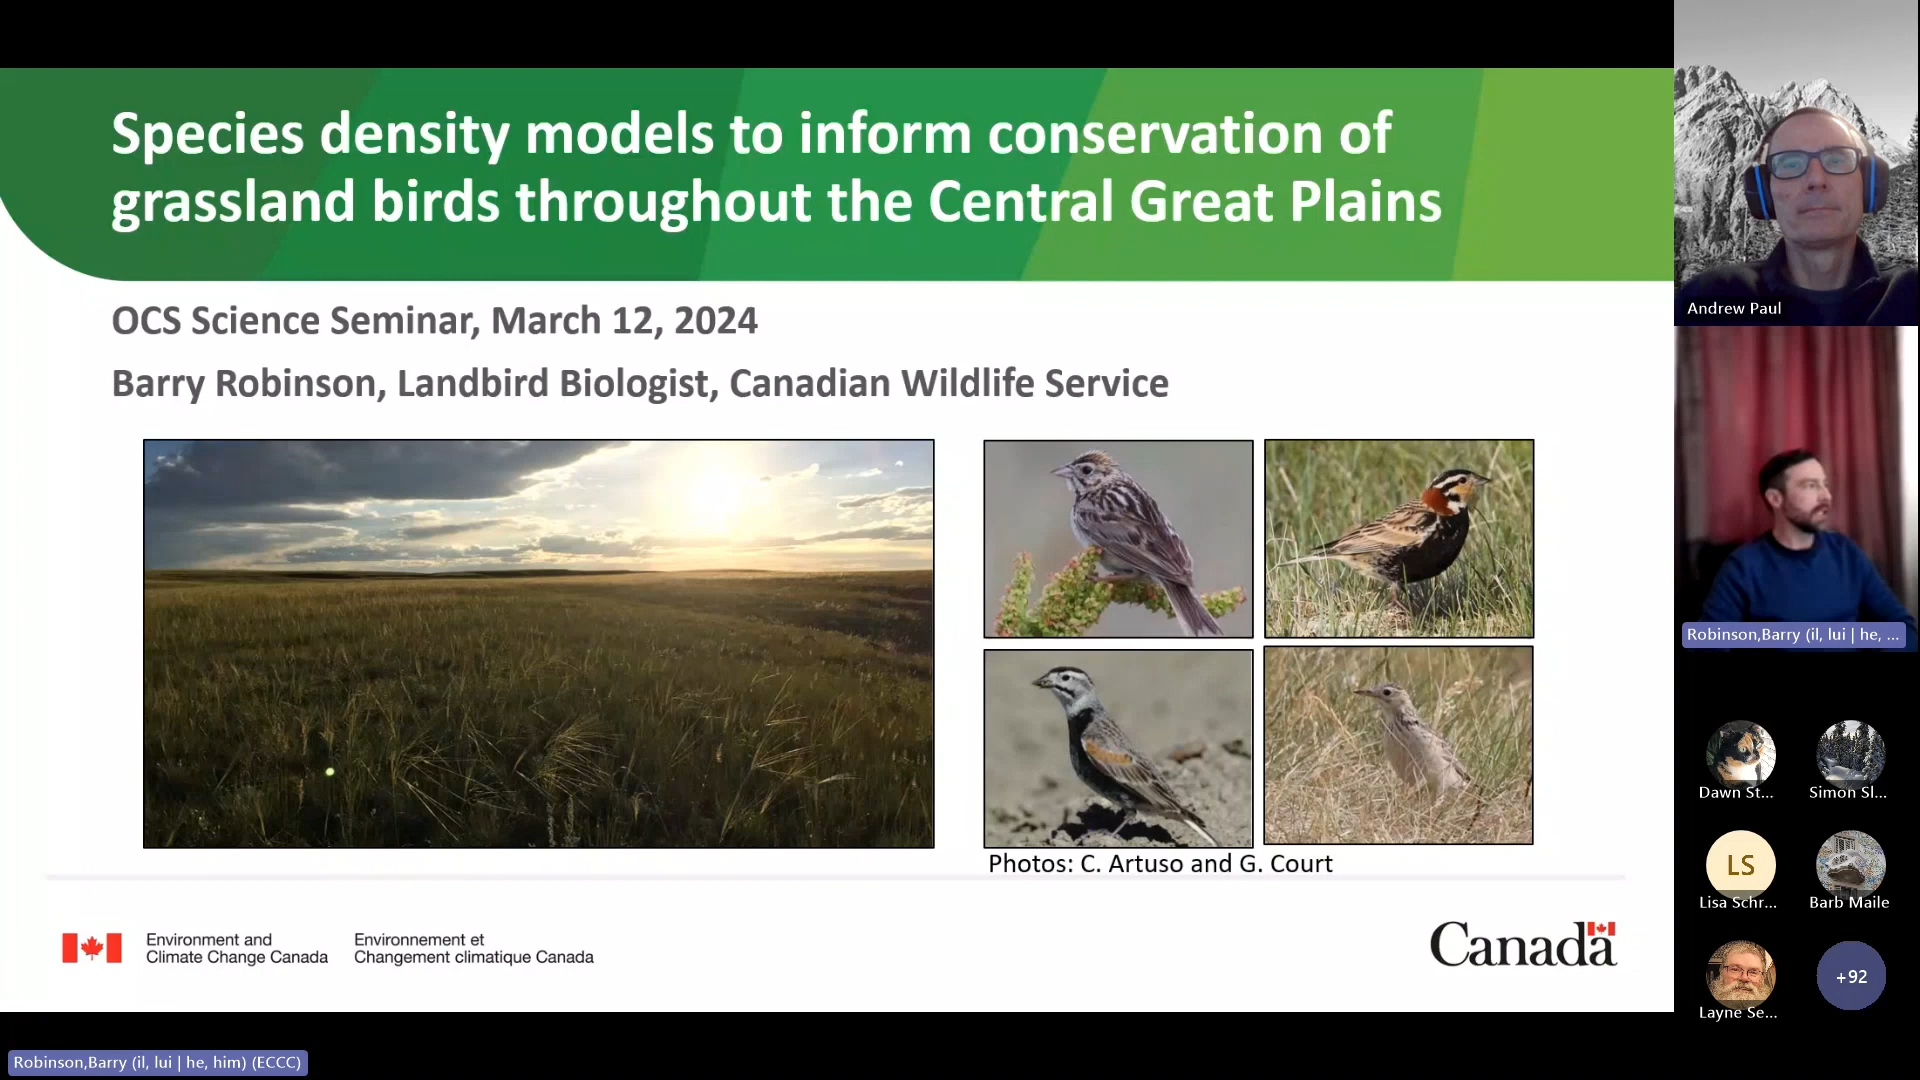 Species density models to inform conservation of
grassland birds throughout the Central Great Plains
OCS Science Seminar, March 12, 2024
Barry Robinson, Landbird Biologist, Canadian Wildlife Service
Photos: C. Artuso and G. Court
Environment and
Climate Change Canada
Environnement et
Changement climatique Canada
Canada
Andrew Paul
Robinson,Barry (il, lui | he, ...
Dawn St...
Simon Sl...
LS
Lisa Schr...
Barb Maile
Layne Se...
+92
Robinson,Barry (il, lui | he, him) (ECCC)